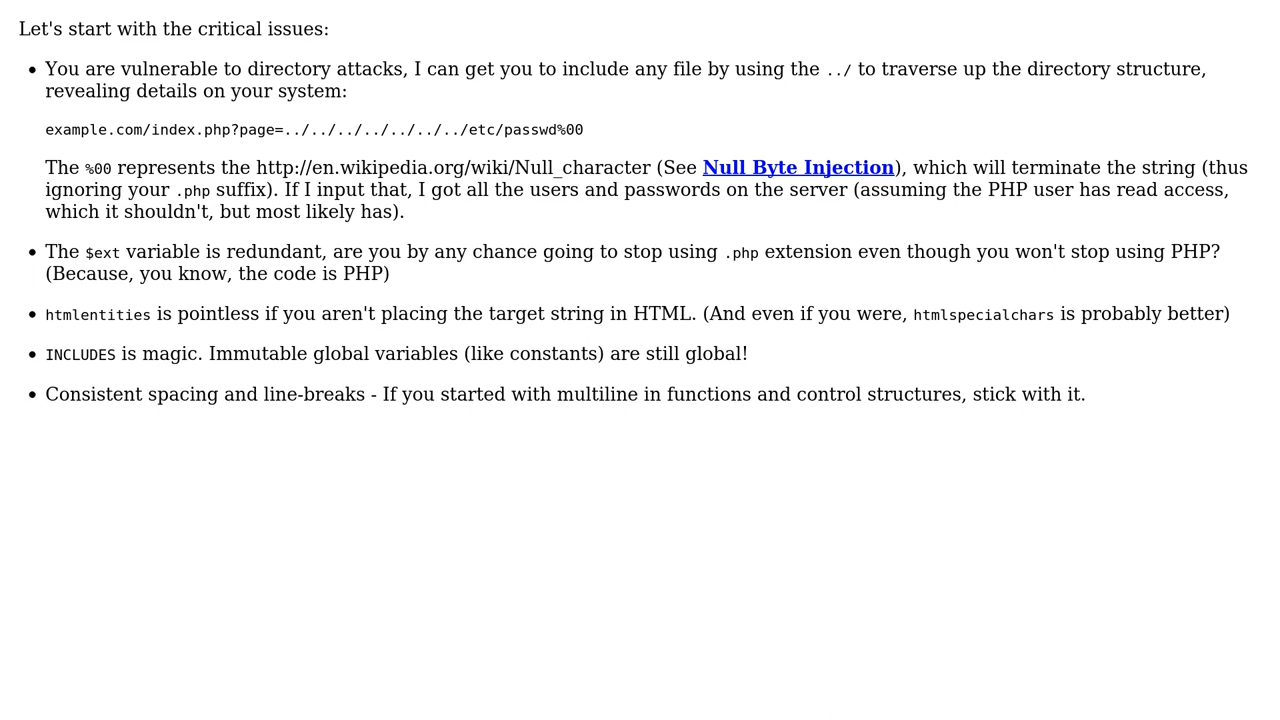 Let's start with the critical issues:
• You are vulnerable to directory attacks, I can get you to include any file by using the ../ to traverse up the directory structure,
revealing details on your system:
example.com/index.php?page=../../../../../../../etc/passwd%00
The %00 represents the http://en.wikipedia.org/wiki/Null_character (See Null Byte Injection), which will terminate the string (thus
ignoring your .php suffix). If I input that, I got all the users and passwords on the server (assuming the PHP user has read access,
which it shouldn't, but most likely has).
• The $ext variable is redundant, are you by any chance going to stop using .php extension even though you won't stop using PHP?
(Because, you know, the code is PHP)
• htmlentities is pointless if you aren't placing the target string in HTML. (And even if you were, htmlspecialchars is probably better)
• INCLUDES is magic. Immutable global variables (like constants) are still global!
• Consistent spacing and line-breaks - If you started with multiline in functions and control structures, stick with it.